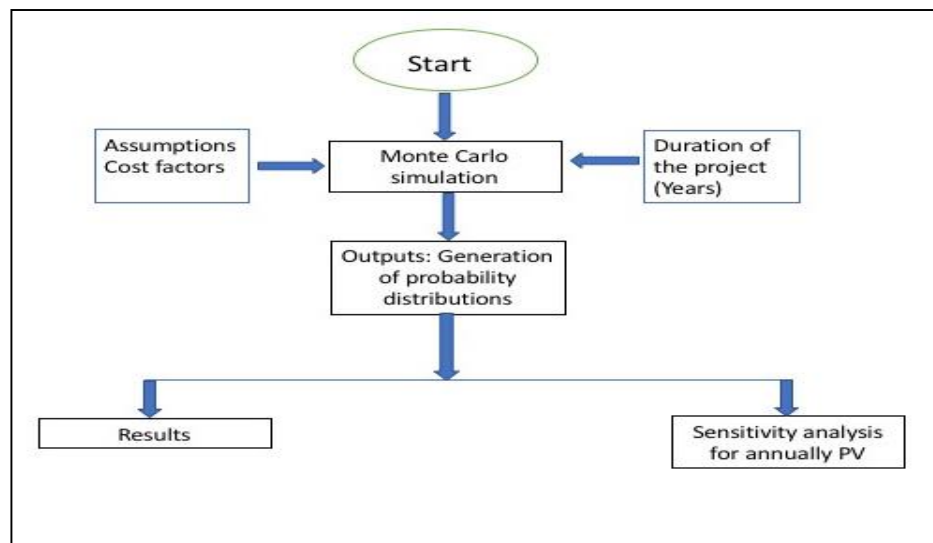 Start
Assumptions
Cost factors
Monte Carlo
simulation
Duration of
the project
(Years)
Outputs: Generation
of probability
distributions
Results
Sensitivity analysis
for annually PV